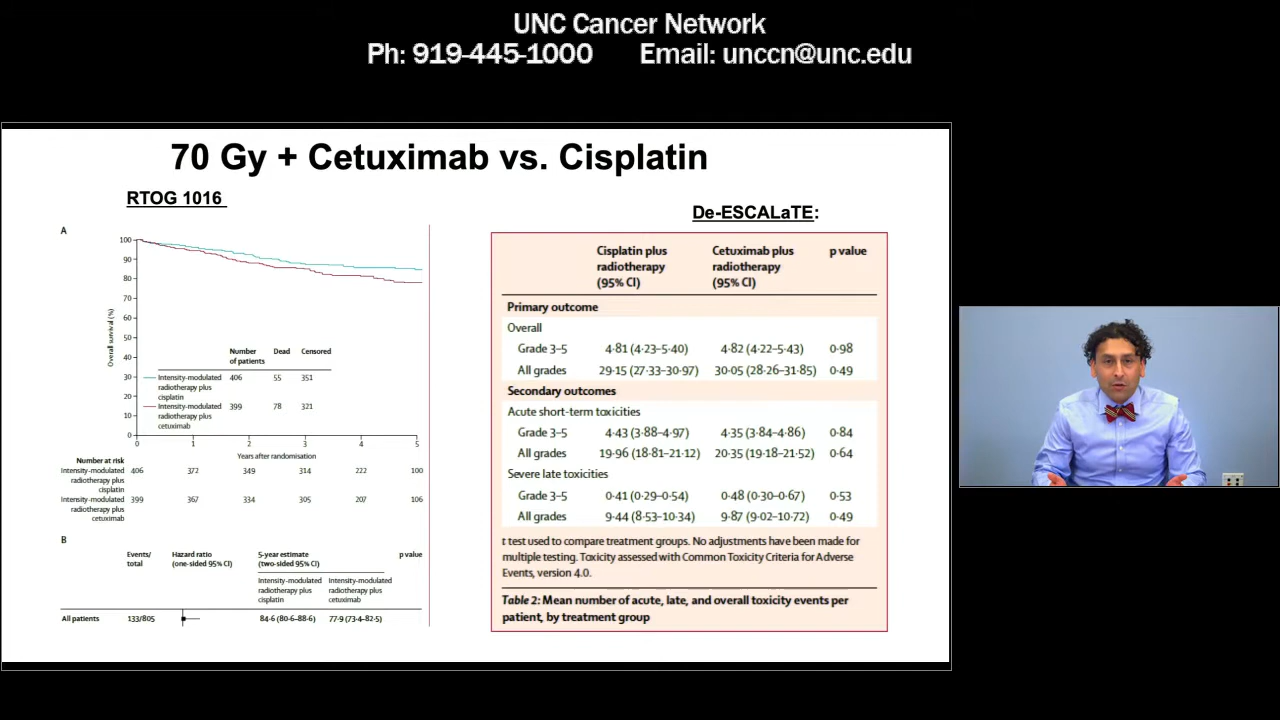 UNC Cancer Network
Ph: 919-445-1000 Email: unccn@unc.edu
70 Gy + Cetuximab vs. Cisplatin
RTOG 1016
A
100
90
80
70
60
50
40
30
20
10
0
Overall survival (%)
Number of patients Dead Censored
Intensity-modulated radiotherapy plus cisplatin 406 55 351
Intensity-modulated radiotherapy plus cetuximab 399 78 321
0 1 2 3 4 5
Years after randomisation
Number at risk
Intensity-modulated radiotherapy plus cisplatin 406 372 349 314 222 100
Intensity-modulated radiotherapy plus cetuximab 399 367 334 305 207 106
B
Events/total Hazard ratio (one-sided 95% CI) 5-year estimate (two-sided 95% CI) p value
Intensity-modulated radiotherapy plus cisplatin Intensity-modulated radiotherapy plus cetuximab
All patients 133/805 84·6 (80·6–88·6) 77·9 (73·4–82·5)
De-ESCALaTE:
Cisplatin plus radiotherapy (95% CI) Cetuximab plus radiotherapy (95% CI) p value
Primary outcome
Overall
Grade 3–5 4·81 (4·23–5·40) 4·82 (4·22–5·43) 0·98
All grades 29·15 (27·33–30·97) 30·05 (28·26–31·85) 0·49
Secondary outcomes
Acute short-term toxicities
Grade 3–5 4·43 (3·88–4·97) 4·35 (3·84–4·86) 0·84
All grades 19·96 (18·81–21·12) 20·35 (19·18–21·52) 0·64
Severe late toxicities
Grade 3–5 0·41 (0·29–0·54) 0·48 (0·30–0·67) 0·53
All grades 9·44 (8·53–10·34) 9·87 (9·02–10·72) 0·49
t test used to compare treatment groups. No adjustments have been made for
multiple testing. Toxicity assessed with Common Toxicity Criteria for Adverse
Events, version 4.0.
Table 2: Mean number of acute, late, and overall toxicity events per
patient, by treatment group